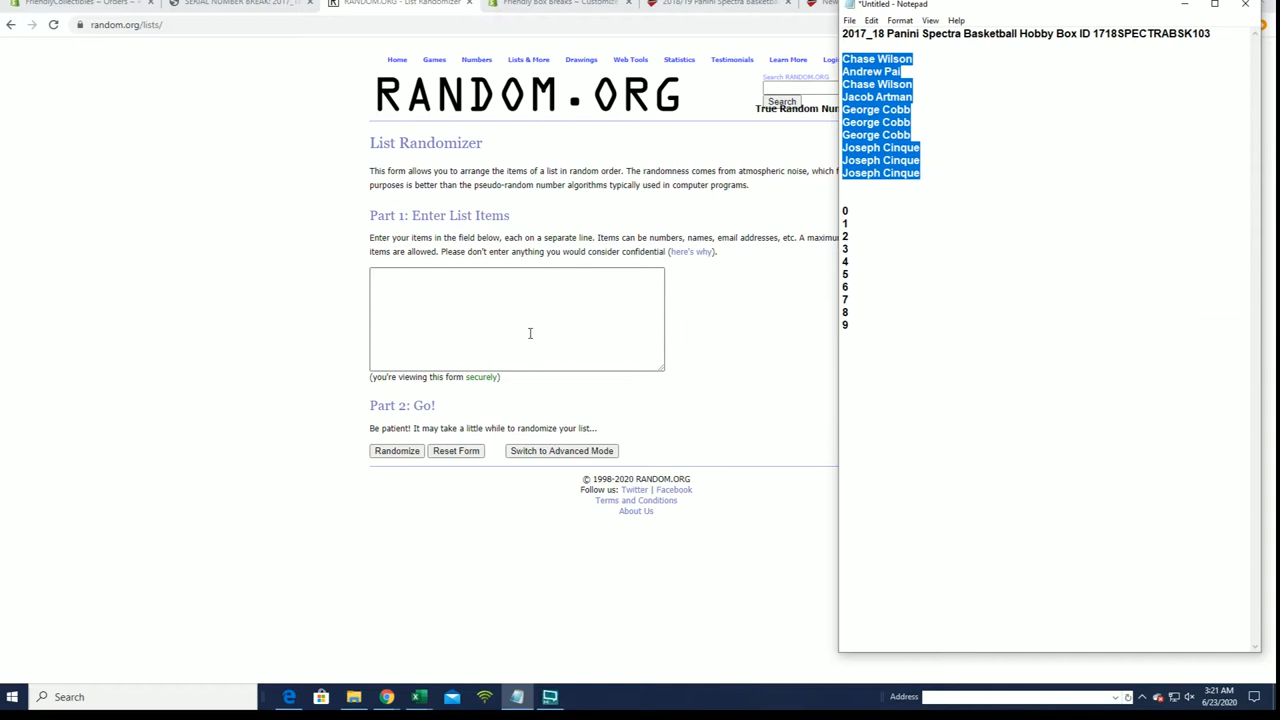 FriendlyCollectibles ~ Orders ~
SERIAL NUMBER BREAK: 2017_1
RANDOM.ORG - List Randomizer
Friendly Box Breaks ~ Customize
2018/19 Panini Spectra Basketba
New
random.org/lists/
Home Games Numbers Lists & More Drawings Web Tools Statistics Testimonials Learn More Login
RANDOM.ORG
Search RANDOM.ORG
Search
True Random Num
List Randomizer
This form allows you to arrange the items of a list in random order. The randomness comes from atmospheric noise, which f
purposes is better than the pseudo-random number algorithms typically used in computer programs.
Part 1: Enter List Items
Enter your items in the field below, each on a separate line. Items can be numbers, names, email addresses, etc. A maximu
items are allowed. Please don't enter anything you would consider confidential (here's why).
(you're viewing this form securely)
Part 2: Go!
Be patient! It may take a little while to randomize your list...
Randomize Reset Form Switch to Advanced Mode
© 1998-2020 RANDOM.ORG
Follow us: Twitter | Facebook
Terms and Conditions
About Us
*Untitled - Notepad
File Edit Format View Help
2017_18 Panini Spectra Basketball Hobby Box ID 1718SPECTRABSK103
Chase Wilson
Andrew Pai
Chase Wilson
Jacob Artman
George Cobb
George Cobb
George Cobb
Joseph Cinque
Joseph Cinque
Joseph Cinque
0
1
2
3
4
5
6
7
8
9
Search
Address
3:21 AM
6/23/2020